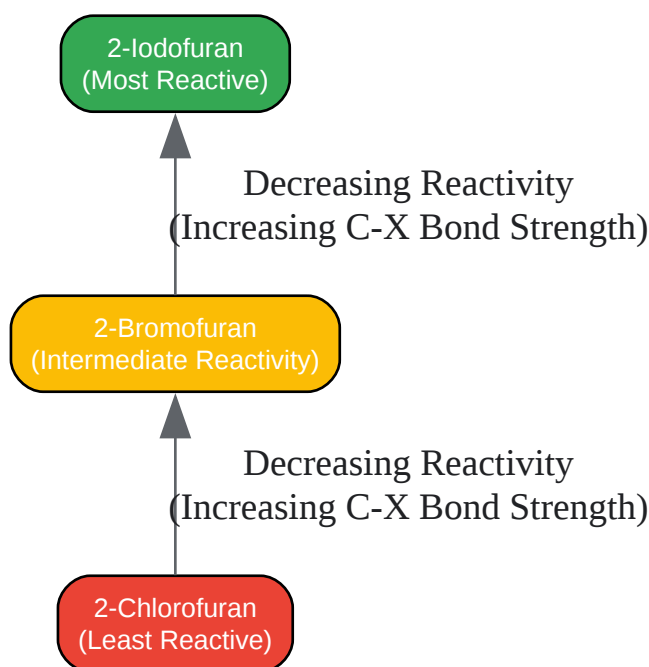 2-Iodofuran
(Most Reactive)
Decreasing Reactivity
(Increasing C-X Bond Strength)
2-Bromofuran
(Intermediate Reactivity)
Decreasing Reactivity
(Increasing C-X Bond Strength)
2-Chlorofuran
(Least Reactive)